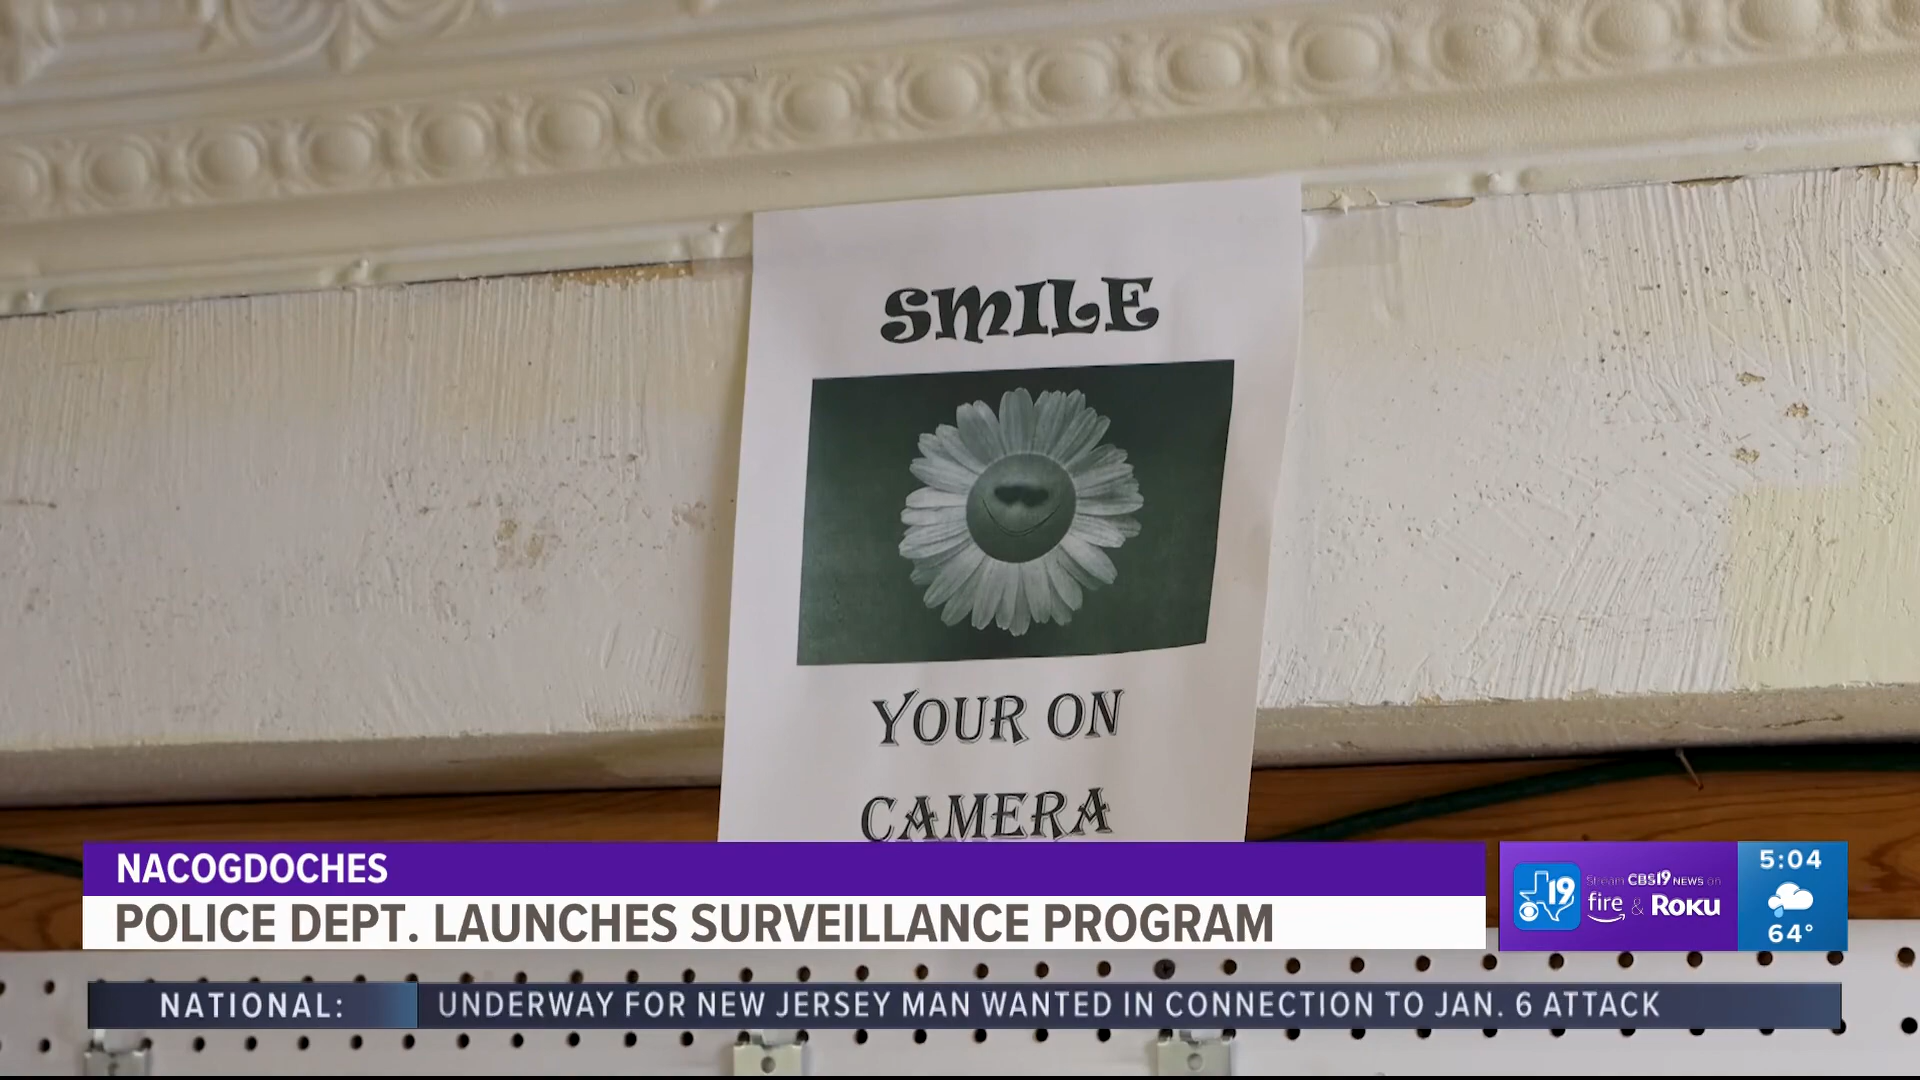 SMILE
YOUR ON
CAMERA
NACOGDOCHES
POLICE DEPT. LAUNCHES SURVEILLANCE PROGRAM
19
Stream CBS19 NEWS on
fire & Roku
5:04
64°
NATIONAL: UNDERWAY FOR NEW JERSEY MAN WANTED IN CONNECTION TO JAN. 6 ATTACK